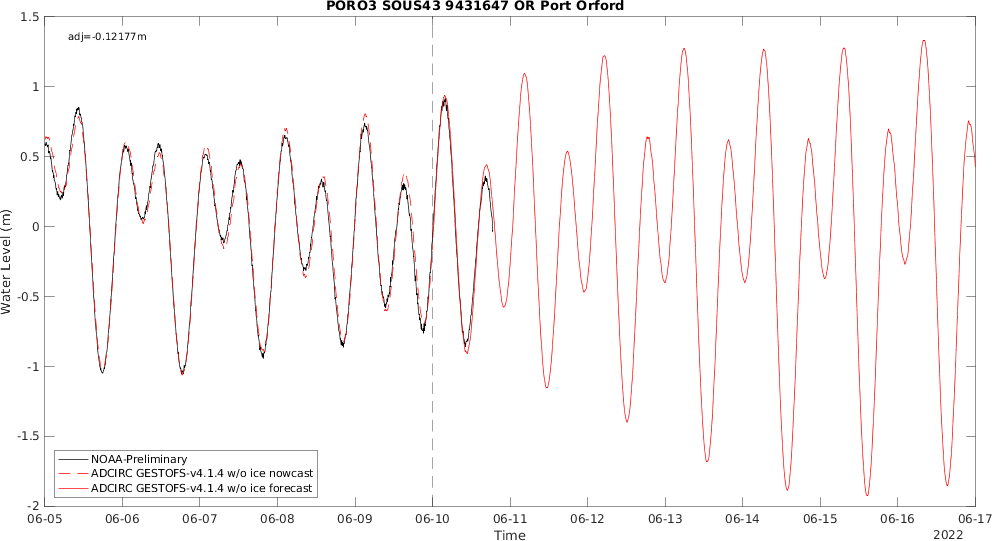 PORO3 SOUS43 9431647 OR Port Orford
adj=-0.12177m
1.5
1
0.5
0
-0.5
-1
-1.5
-2
Water Level (m)
NOAA-Preliminary
ADCIRC GESTOFS-v4.1.4 w/o ice nowcast
ADCIRC GESTOFS-v4.1.4 w/o ice forecast
06-05 06-06 06-07 06-08 06-09 06-10 06-11 06-12 06-13 06-14 06-15 06-16 06-17
Time
2022